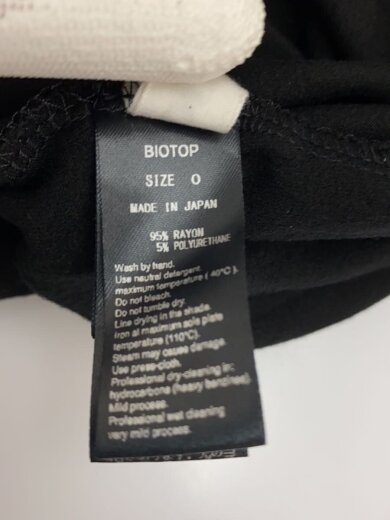 BIOTOP
SIZE 0
MADE IN JAPAN
95% RAYON
5% POLYURETHANE
Wash by hand.
Use neutral detergent.
maximum temperature ( 40°C ).
Do not bleach.
Do not tumble dry.
Line drying in the shade.
Iron at maximum sole plate
temperature (110°C).
Steam may cause damage.
Use press-cloth.
Professional dry-cleaning in:
hydrocarbone (heavy benzines)
Mild process.
Professional wet cleaning
very mild process.